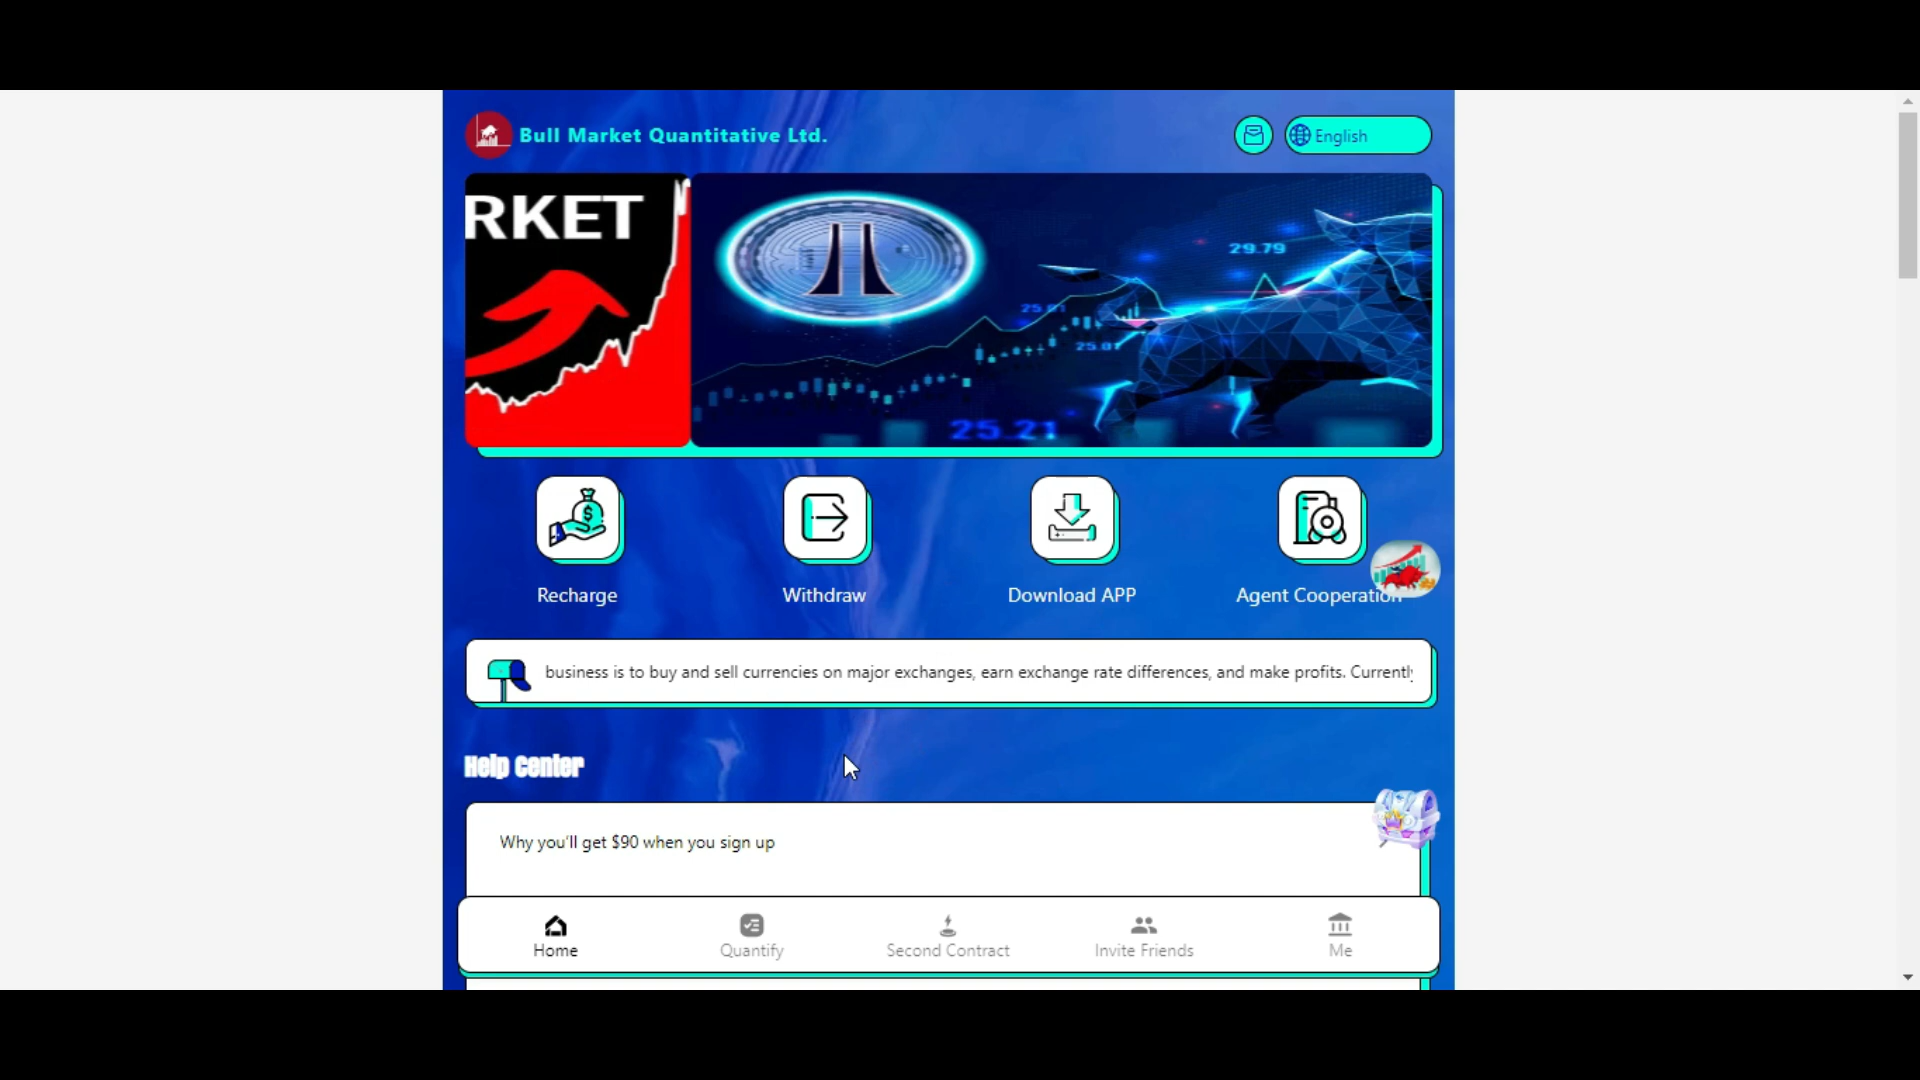 Bull Market Quantitative Ltd.
English
RKET
29.79
25.21
Recharge
Withdraw
Download APP
Agent Cooperation
business is to buy and sell currencies on major exchanges, earn exchange rate differences, and make profits. Currently
Help Center
Why you'll get $90 when you sign up
Home
Quantify
Second Contract
Invite Friends
Me